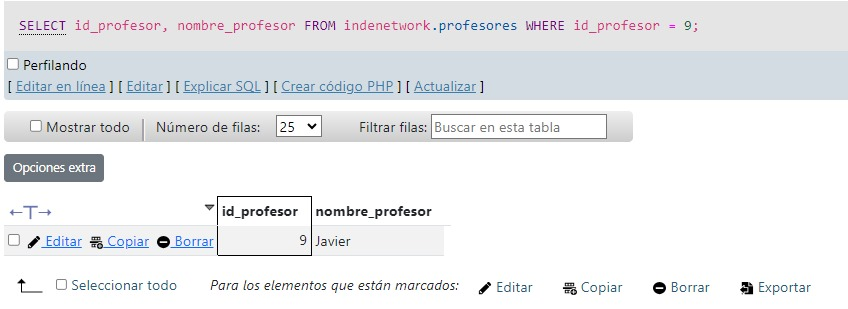 SELECT id_profesor, nombre_profesor FROM indenetwork.profesores WHERE id_profesor = 9;
Perfilando
[ Editar en línea ] [ Editar ] [ Explicar SQL ] [ Crear código PHP ] [ Actualizar ]
Mostrar todo Número de filas: 25 Filtrar filas: Buscar en esta tabla
Opciones extra
←T→ id_profesor nombre_profesor
Editar Copiar Borrar 9 Javier
Seleccionar todo Para los elementos que están marcados: Editar Copiar Borrar Exportar